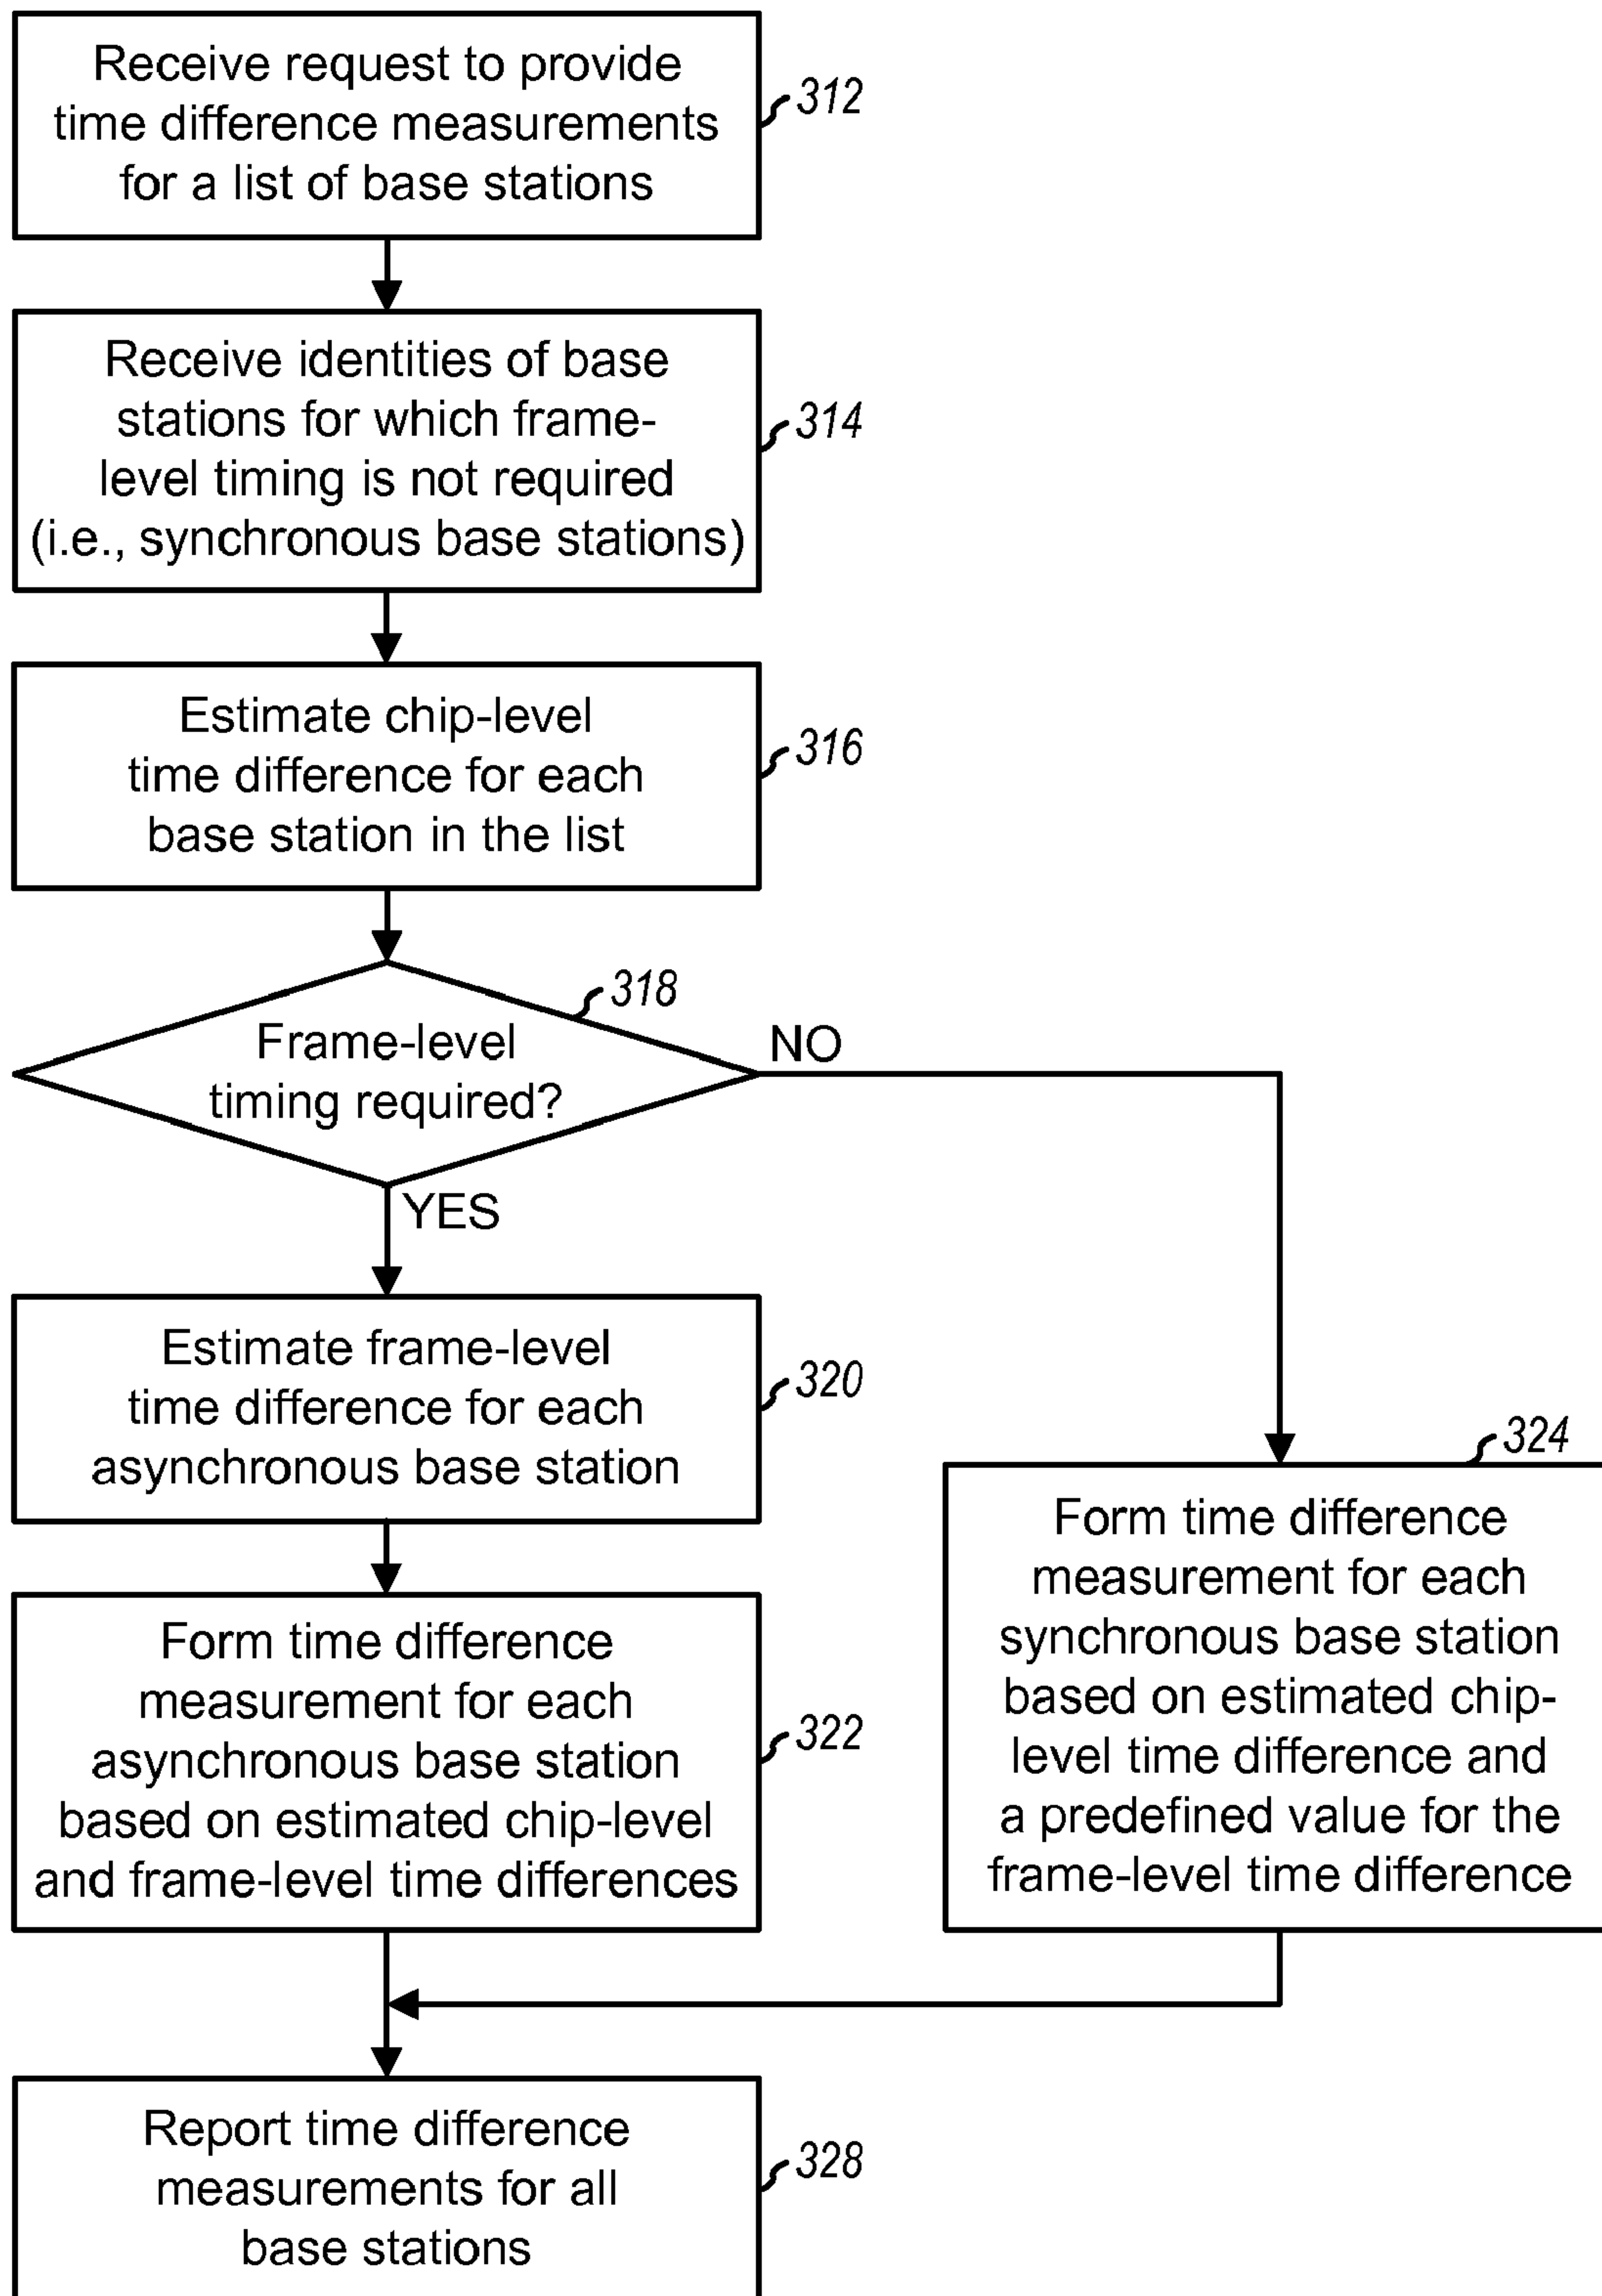 Receive request to provide
time difference measurements
for a list of base stations
312
Receive identities of base
stations for which frame-
level timing is not required
(i.e., synchronous base stations)
314
Estimate chip-level
time difference for each
base station in the list
316
318
Frame-level
timing required?
NO
YES
Estimate frame-level
time difference for each
asynchronous base station
320
Form time difference
measurement for each
asynchronous base station
based on estimated chip-level
and frame-level time differences
322
324
Form time difference
measurement for each
synchronous base station
based on estimated chip-
level time difference and
a predefined value for the
frame-level time difference
Report time difference
measurements for all
base stations
328